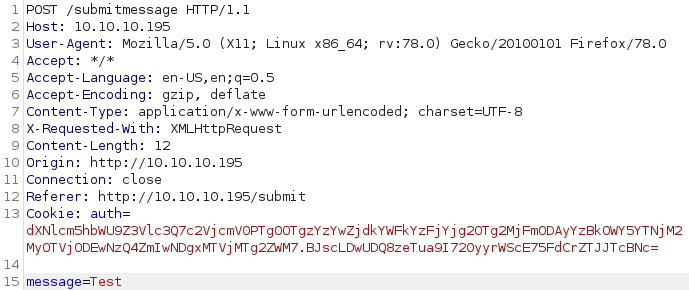 1 POST /submitmessage HTTP/1.1
2 Host: 10.10.10.195
3 User-Agent: Mozilla/5.0 (X11; Linux x86_64; rv:78.0) Gecko/20100101 Firefox/78.0
4 Accept: */*
5 Accept-Language: en-US,en;q=0.5
6 Accept-Encoding: gzip, deflate
7 Content-Type: application/x-www-form-urlencoded; charset=UTF-8
8 X-Requested-With: XMLHttpRequest
9 Content-Length: 12
10 Origin: http://10.10.10.195
11 Connection: close
12 Referer: http://10.10.10.195/submit
13 Cookie: auth=
dXNlcm5hbWU9Z3Vlc3Q7c2VjcmV0PTg0OTgzYzYwZjdkYWFkYzFjYjg2OTg2MjFmODAyYzBkOWY5YTNjM2
MyOTVjODEwNzQ4ZmIwNDgxMTVjMTg2ZWM7.BJscLDwUDQ8zeTua9I72OyyrWScE75FdCrZTJJTcBNc=
14
15 message=Test